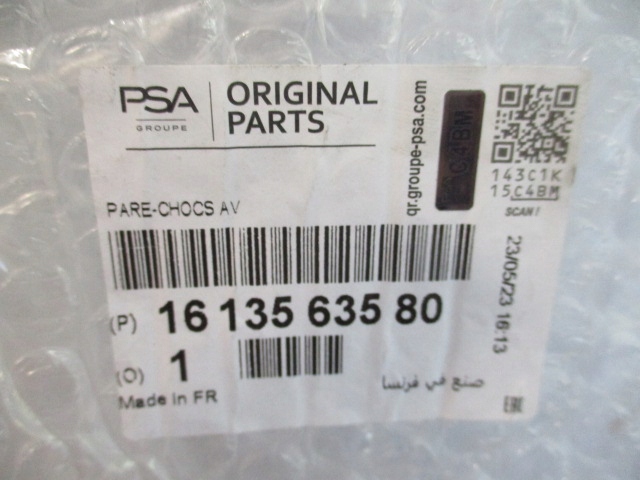 PSA
GROUPE
ORIGINAL
PARTS
qr.groupe-psa.com
C4BM
143C1K
15C4BM
SCAN!
PARE-CHOCS AV
23/05/23 16:13
(P) 16 135 635 80
(O) 1
Made in FR
صنع في فرنسا
EAC